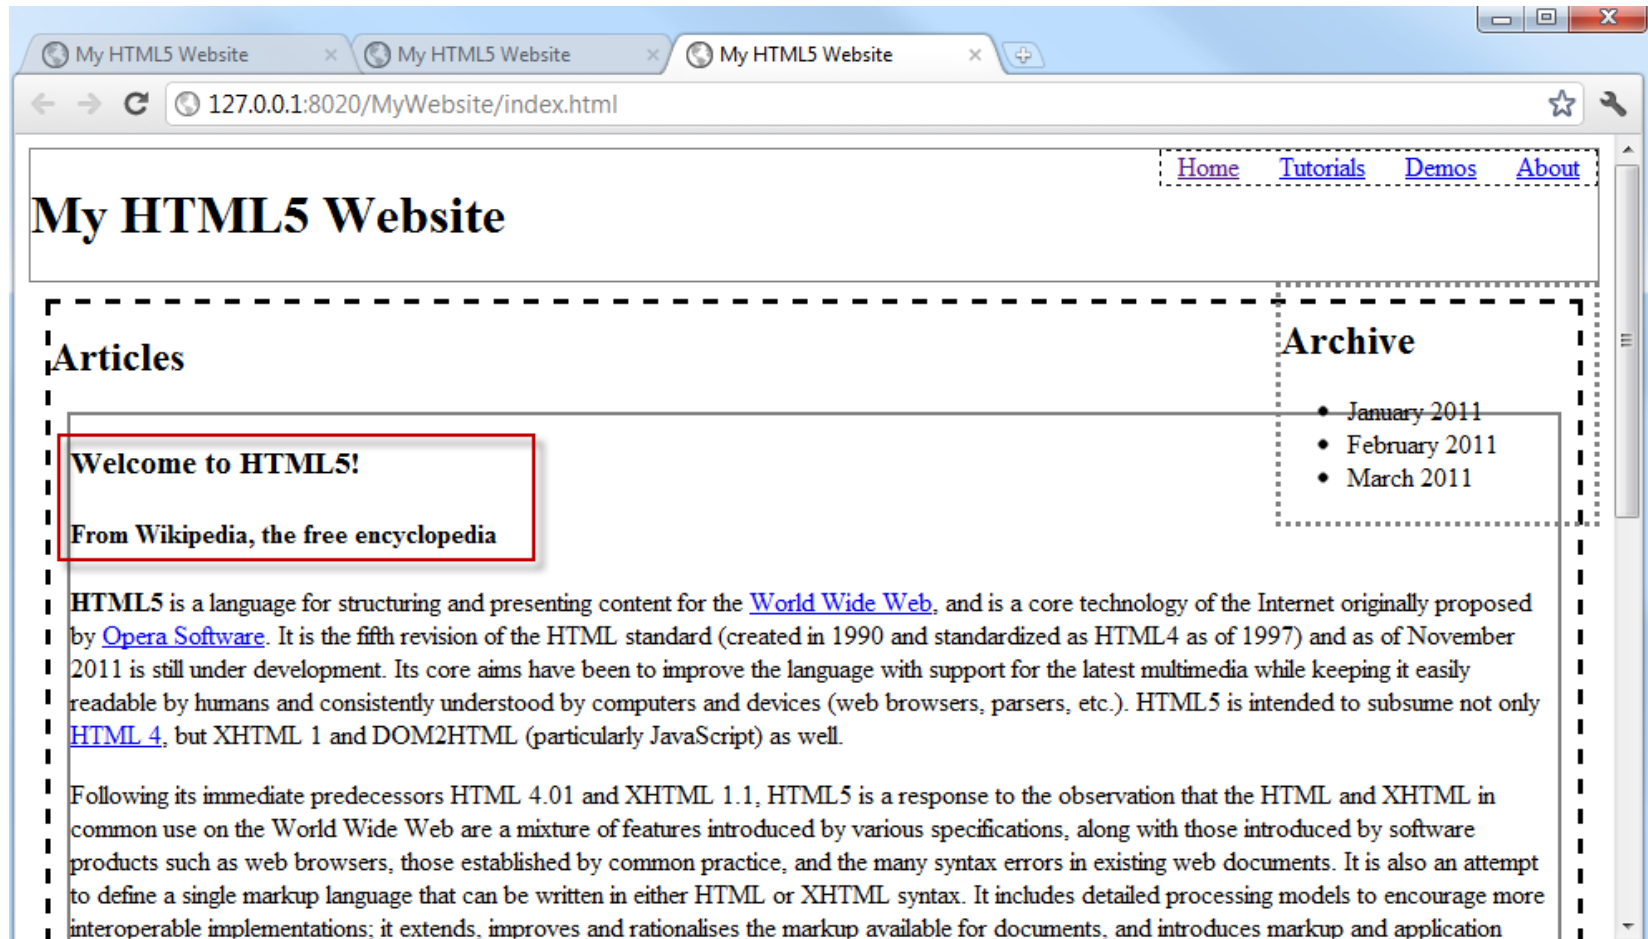 My HTML5 Website
My HTML5 Website
My HTML5 Website
127.0.0.1:8020/MyWebsite/index.html
Home Tutorials Demos About
My HTML5 Website
Articles
Archive
January 2011
February 2011
March 2011
Welcome to HTML5!
From Wikipedia, the free encyclopedia
HTML5 is a language for structuring and presenting content for the World Wide Web, and is a core technology of the Internet originally proposed
by Opera Software. It is the fifth revision of the HTML standard (created in 1990 and standardized as HTML4 as of 1997) and as of November
2011 is still under development. Its core aims have been to improve the language with support for the latest multimedia while keeping it easily
readable by humans and consistently understood by computers and devices (web browsers, parsers, etc.). HTML5 is intended to subsume not only
HTML 4, but XHTML 1 and DOM2HTML (particularly JavaScript) as well.
Following its immediate predecessors HTML 4.01 and XHTML 1.1, HTML5 is a response to the observation that the HTML and XHTML in
common use on the World Wide Web are a mixture of features introduced by various specifications, along with those introduced by software
products such as web browsers, those established by common practice, and the many syntax errors in existing web documents. It is also an attempt
to define a single markup language that can be written in either HTML or XHTML syntax. It includes detailed processing models to encourage more
interoperable implementations; it extends, improves and rationalises the markup available for documents, and introduces markup and application